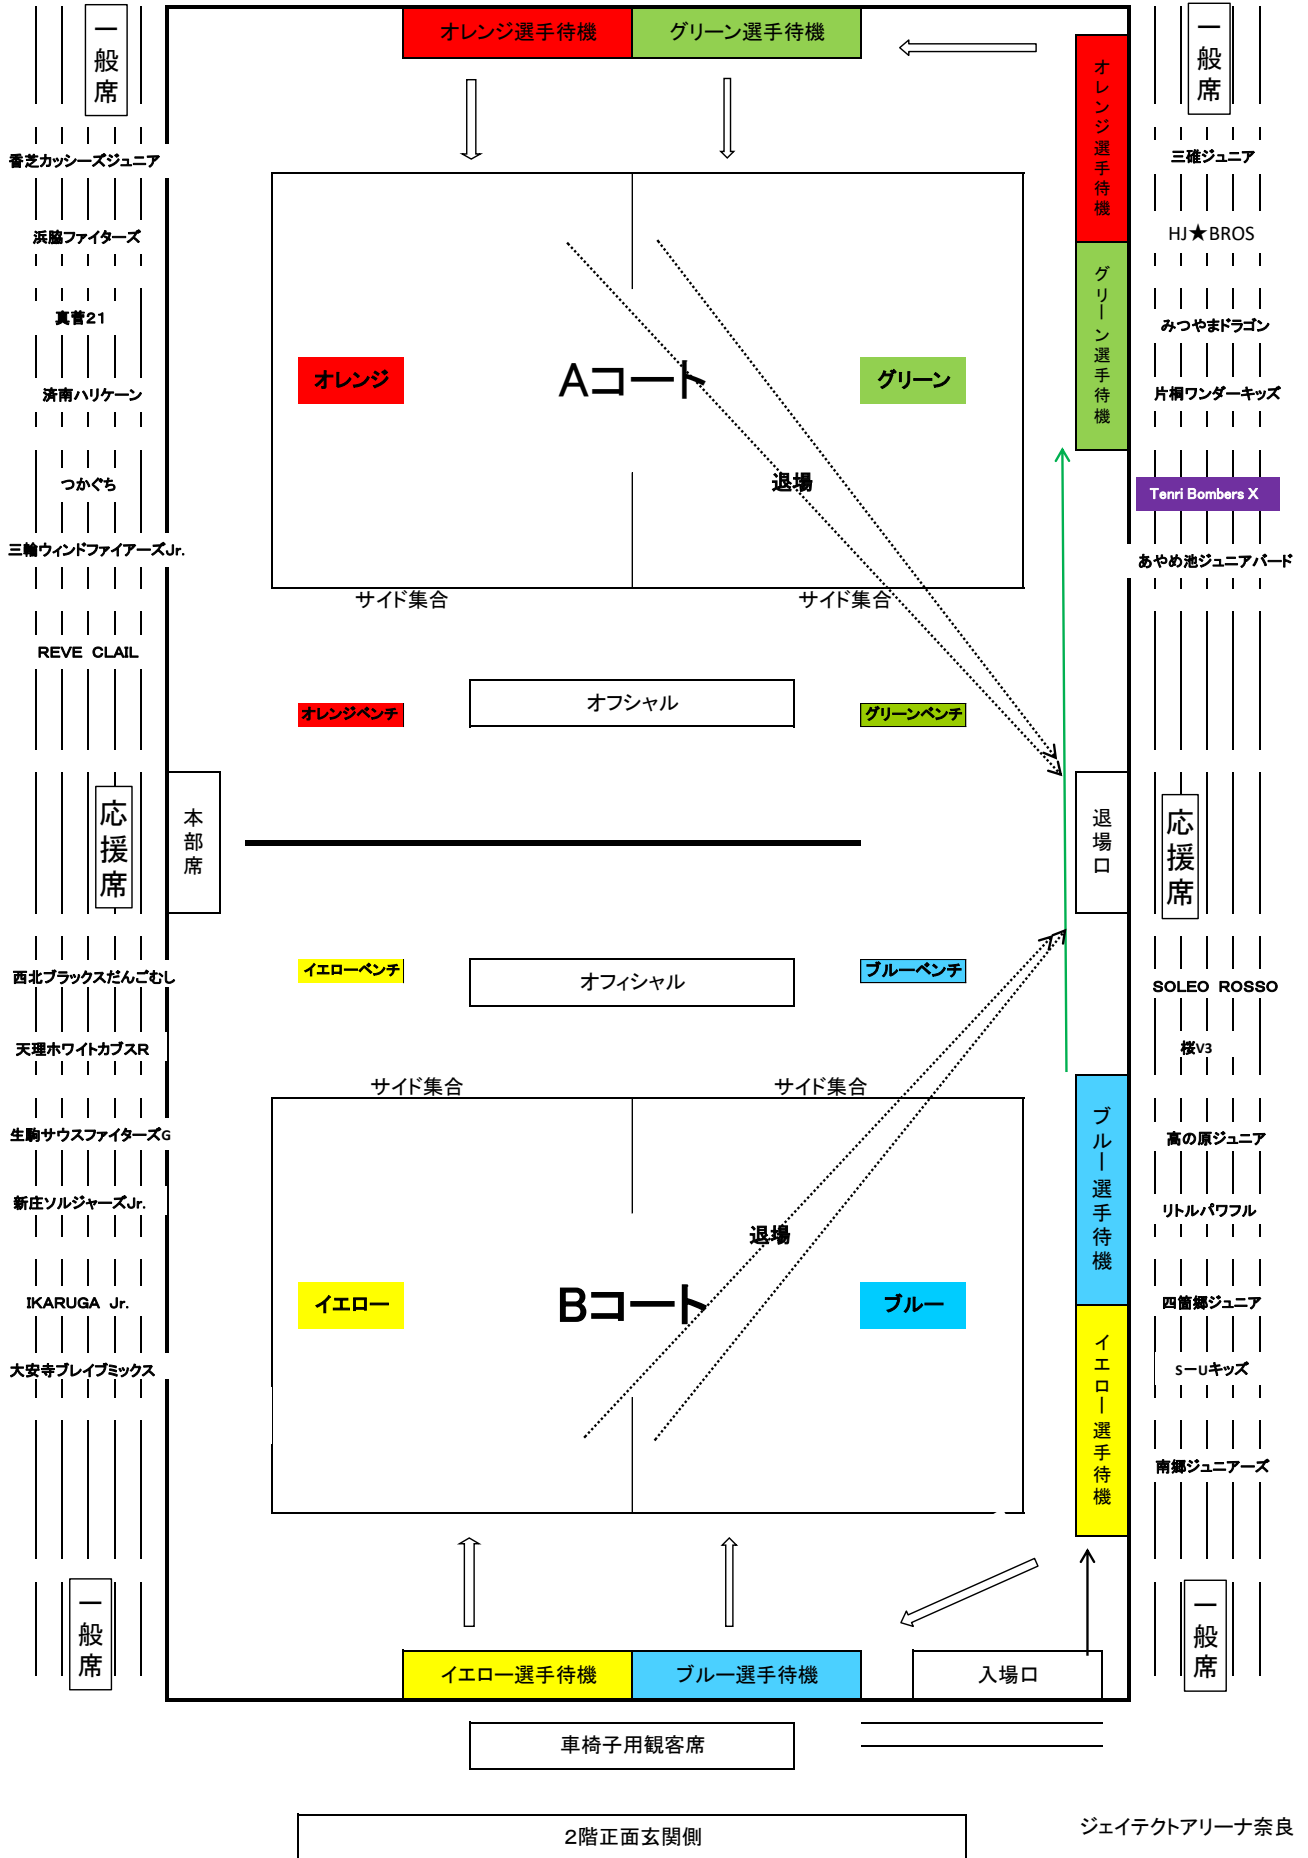 一般席
オレンジ選手待機
グリーン選手待機
一般席
オレンジ選手待機
香芝カッシーズジュニア
三碓ジュニア
浜脇ファイターズ
HJ★BROS
グリーン選手待機
真菅21
みつやまドラゴン
オレンジ
Aコート
グリーン
済南ハリケーン
片桐ワンダーキッズ
つかぐち
退場
Tenri Bombers X
三輪ウィンドファイアーズJr.
あやめ池ジュニアバード
サイド集合
サイド集合
REVE CLAIL
オレンジベンチ
オフシャル
グリーンベンチ
応援席
本部席
退場口
応援席
西北ブラックスだんごむし
イエローベンチ
オフィシャル
ブルーベンチ
SOLEO ROSSO
天理ホワイトカブスR
桜V3
サイド集合
サイド集合
生駒サウスファイターズG
ブルー選手待機
高の原ジュニア
新庄ソルジャーズJr.
リトルパワフル
退場
IKARUGA Jr.
イエロー
Bコート
ブルー
四箇郷ジュニア
大安寺ブレイブミックス
イエロー選手待機
S－Uキッズ
南郷ジュニアーズ
一般席
イエロー選手待機
ブルー選手待機
入場口
一般席
車椅子用観客席
2階正面玄関側
ジェイテクトアリーナ奈良